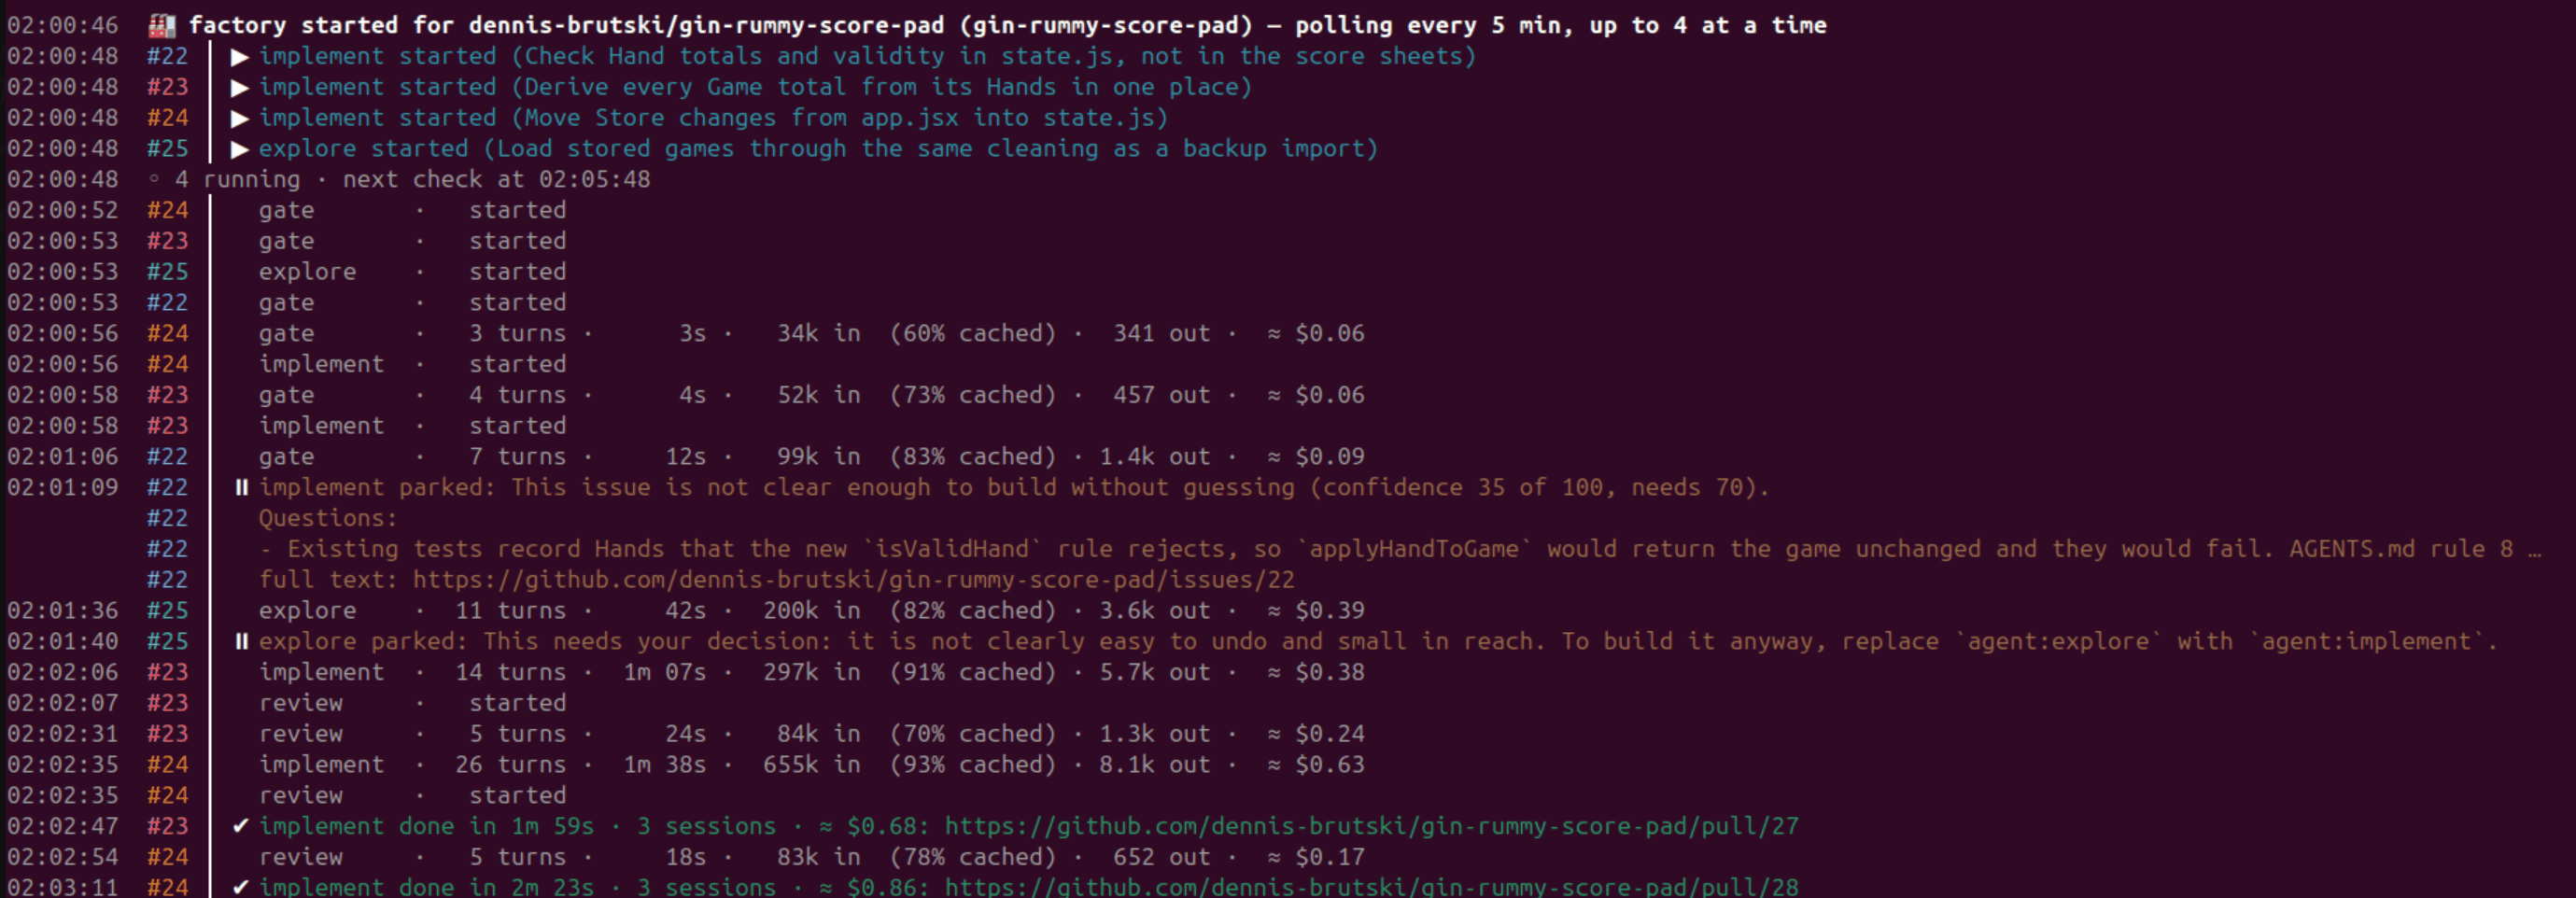 02:00:46 🏭 factory started for dennis-brutski/gin-rummy-score-pad (gin-rummy-score-pad) — polling every 5 min, up to 4 at a time
02:00:48 #22 │ ▶ implement started (Check Hand totals and validity in state.js, not in the score sheets)
02:00:48 #23 │ ▶ implement started (Derive every Game total from its Hands in one place)
02:00:48 #24 │ ▶ implement started (Move Store changes from app.jsx into state.js)
02:00:48 #25 │ ▶ explore started (Load stored games through the same cleaning as a backup import)
02:00:48 ◦ 4 running · next check at 02:05:48
02:00:52 #24 │ gate · started
02:00:53 #23 │ gate · started
02:00:53 #25 │ explore · started
02:00:53 #22 │ gate · started
02:00:56 #24 │ gate · 3 turns · 3s · 34k in (60% cached) · 341 out · ≈ $0.06
02:00:56 #24 │ implement · started
02:00:58 #23 │ gate · 4 turns · 4s · 52k in (73% cached) · 457 out · ≈ $0.06
02:00:58 #23 │ implement · started
02:01:06 #22 │ gate · 7 turns · 12s · 99k in (83% cached) · 1.4k out · ≈ $0.09
02:01:09 #22 │ ⏸ implement parked: This issue is not clear enough to build without guessing (confidence 35 of 100, needs 70).
#22 │ Questions:
#22 │ - Existing tests record Hands that the new `isValidHand` rule rejects, so `applyHandToGame` would return the game unchanged and they would fail. AGENTS.md rule 8 …
#22 │ full text: https://github.com/dennis-brutski/gin-rummy-score-pad/issues/22
02:01:36 #25 │ explore · 11 turns · 42s · 200k in (82% cached) · 3.6k out · ≈ $0.39
02:01:40 #25 │ ⏸ explore parked: This needs your decision: it is not clearly easy to undo and small in reach. To build it anyway, replace `agent:explore` with `agent:implement`.
02:02:06 #23 │ implement · 14 turns · 1m 07s · 297k in (91% cached) · 5.7k out · ≈ $0.38
02:02:07 #23 │ review · started
02:02:31 #23 │ review · 5 turns · 24s · 84k in (70% cached) · 1.3k out · ≈ $0.24
02:02:35 #24 │ implement · 26 turns · 1m 38s · 655k in (93% cached) · 8.1k out · ≈ $0.63
02:02:35 #24 │ review · started
02:02:47 #23 │ ✔ implement done in 1m 59s · 3 sessions · ≈ $0.68: https://github.com/dennis-brutski/gin-rummy-score-pad/pull/27
02:02:54 #24 │ review · 5 turns · 18s · 83k in (78% cached) · 652 out · ≈ $0.17
02:03:11 #24 │ ✔ implement done in 2m 23s · 3 sessions · ≈ $0.86: https://github.com/dennis-brutski/gin-rummy-score-pad/pull/28